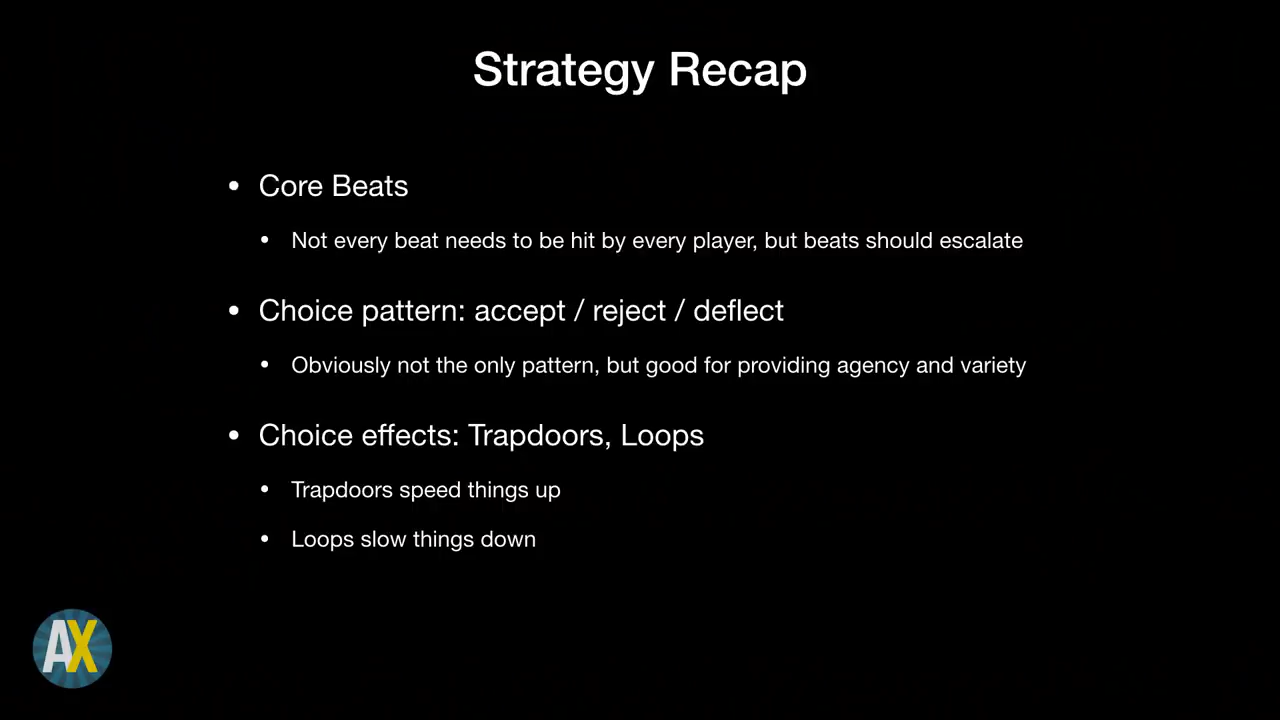 Strategy Recap
• Core Beats
• Not every beat needs to be hit by every player, but beats should escalate
• Choice pattern: accept / reject / deflect
• Obviously not the only pattern, but good for providing agency and variety
• Choice effects: Trapdoors, Loops
• Trapdoors speed things up
• Loops slow things down
AX